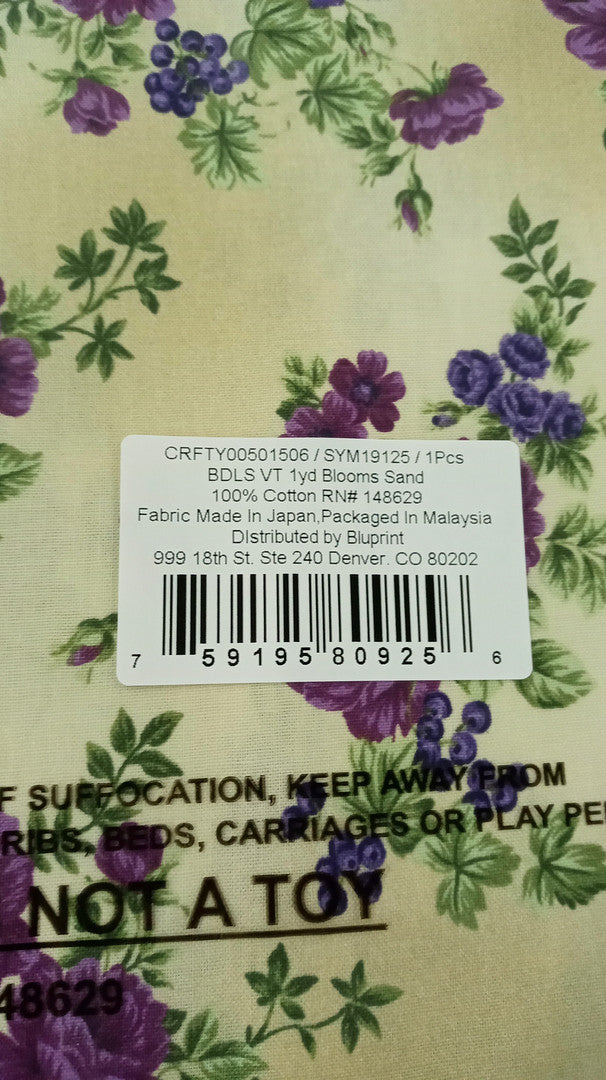 CRFTY00501506 / SYM19125 / 1Pcs
BDLS VT 1yd Blooms Sand
100% Cotton RN# 148629
Fabric Made In Japan,Packaged In Malaysia
DIstributed by Bluprint
999 18th St. Ste 240 Denver. CO 80202
7 59195 80925 6
F SUFFOCATION, KEEP AWAY FROM
RIBS, BEDS, CARRIAGES OR PLAY PE
NOT A TOY
48629